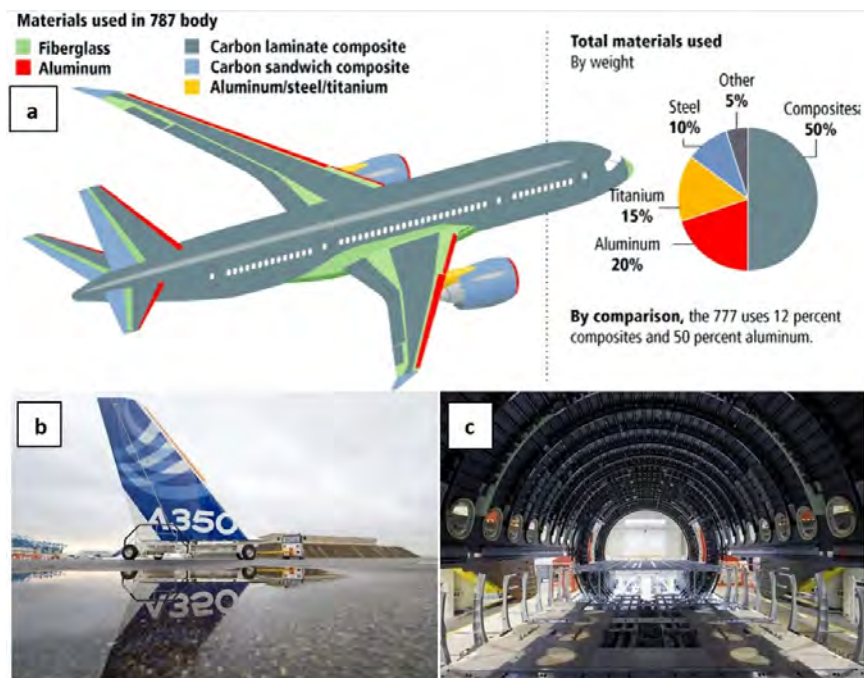 Materials used in 787 body
Fiberglass
Aluminum
Carbon laminate composite
Carbon sandwich composite
Aluminum/steel/titanium
a
Total materials used
By weight
Other
5%
Steel
10%
Composites
50%
Titanium
15%
Aluminum
20%
By comparison, the 777 uses 12 percent
composites and 50 percent aluminum.
b
A350
c